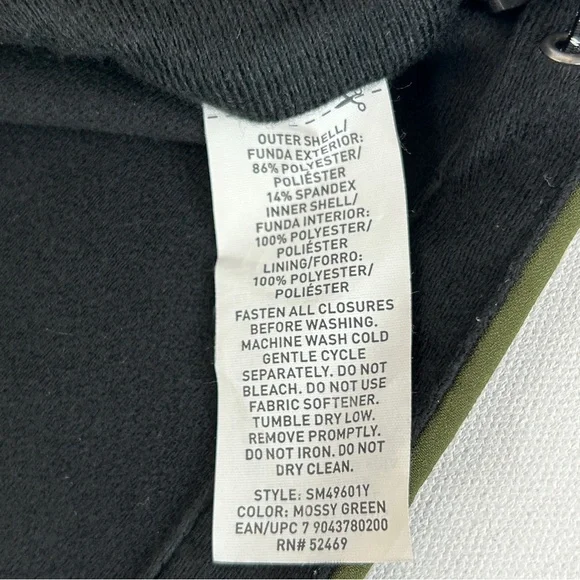 OUTER SHELL/
FUNDA EXTERIOR:
86% POLYESTER/
POLIÉSTER
14% SPANDEX
INNER SHELL/
FUNDA INTERIOR:
100% POLYESTER/
POLIÉSTER
LINING/FORRO:
100% POLYESTER/
POLIÉSTER
FASTEN ALL CLOSURES
BEFORE WASHING.
MACHINE WASH COLD
GENTLE CYCLE
SEPARATELY. DO NOT
BLEACH. DO NOT USE
FABRIC SOFTENER.
TUMBLE DRY LOW.
REMOVE PROMPTLY.
DO NOT IRON. DO NOT
DRY CLEAN.
STYLE: SM49601Y
COLOR: MOSSY GREEN
EAN/UPC 7 9043780200
RN# 52469